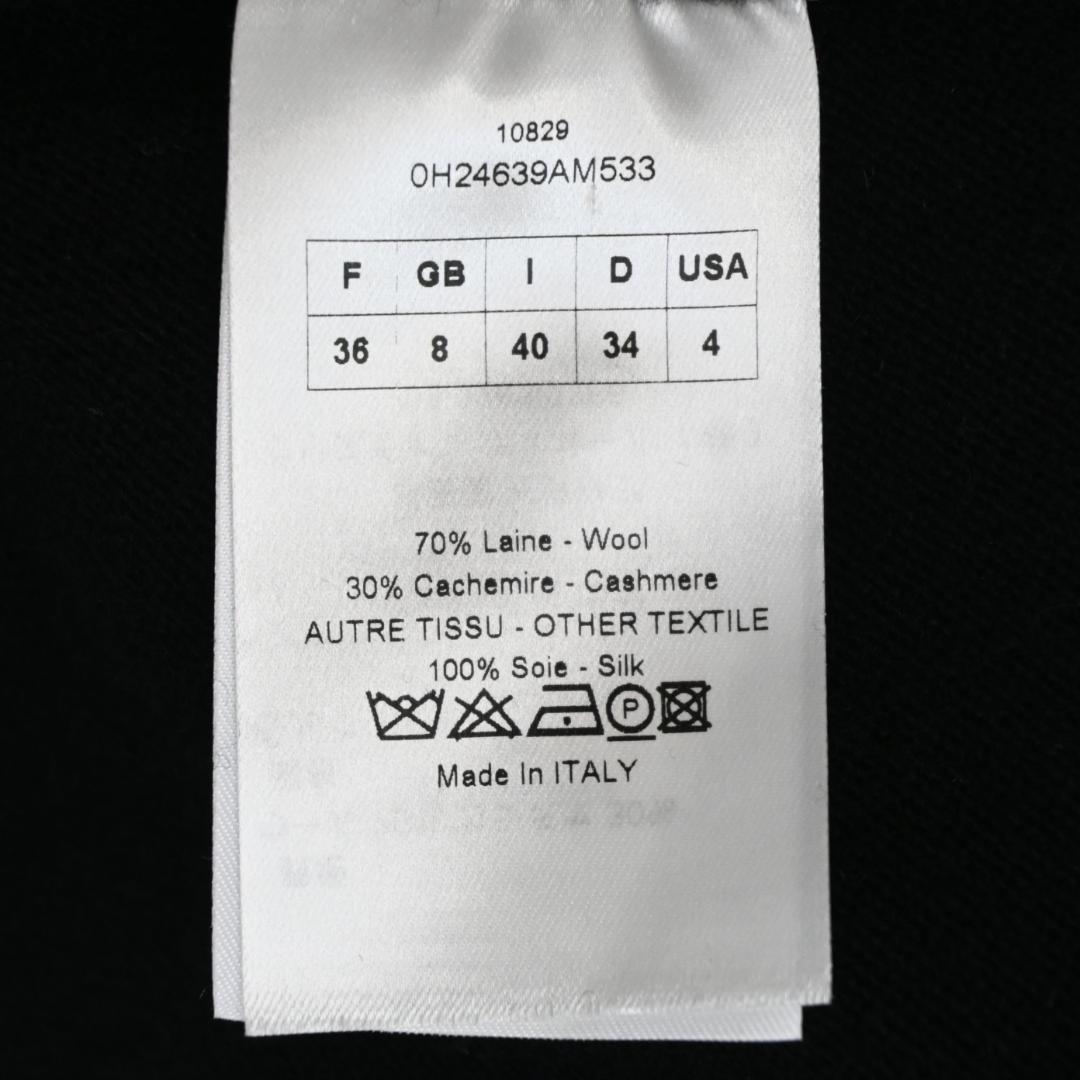 10829
0H24639AM533
F GB I D USA
36 8 40 34 4
70% Laine - Wool
30% Cachemire - Cashmere
AUTRE TISSU - OTHER TEXTILE
100% Soie - Silk
P
Made In ITALY